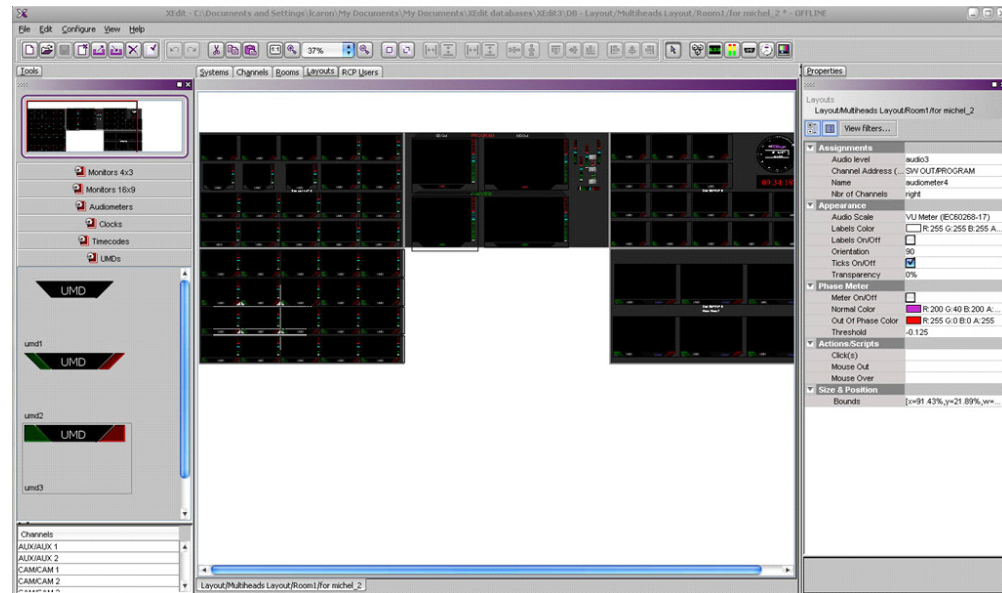 XEdit - C:\Documents and Settings\lcaron\My Documents\My Documents\XEdit databases\XEdit3\DB - Layout/Multiheads Layout/Room1/for michel_2 * - OFFLINE
File Edit Configure View Help
37%
Tools
Systems Channels Rooms Layouts RCP Users
Properties
Layouts
Layout/Multiheads Layout/Room1/for michel_2
View filters...
Monitors 4x3
Monitors 16x9
Audiometers
Clocks
Timecodes
UMDs
UMD
umd1
UMD
umd2
UMD
umd3
Channels
AUX/AUX 1
AUX/AUX 2
CAM/CAM 1
CAM/CAM 2
Layout/Multiheads Layout/Room1/for michel_2
Assignments
Audio level audio3
Channel Address (... SW OUT/PROGRAM
Name audiometer4
Nbr of Channels right
Appearance
Audio Scale VU Meter (IEC60268-17)
Labels Color R:255 G:255 B:255 A...
Labels On/Off
Orientation 90
Ticks On/Off
Transparency 0%
Phase Meter
Meter On/Off
Normal Color R:200 G:40 B:200 A:...
Out Of Phase Color R:255 G:0 B:0 A:255
Threshold -0.125
Actions/Scripts
Click(s)
Mouse Out
Mouse Over
Size & Position
Bounds [x=91.43%,y=21.89%,w=...